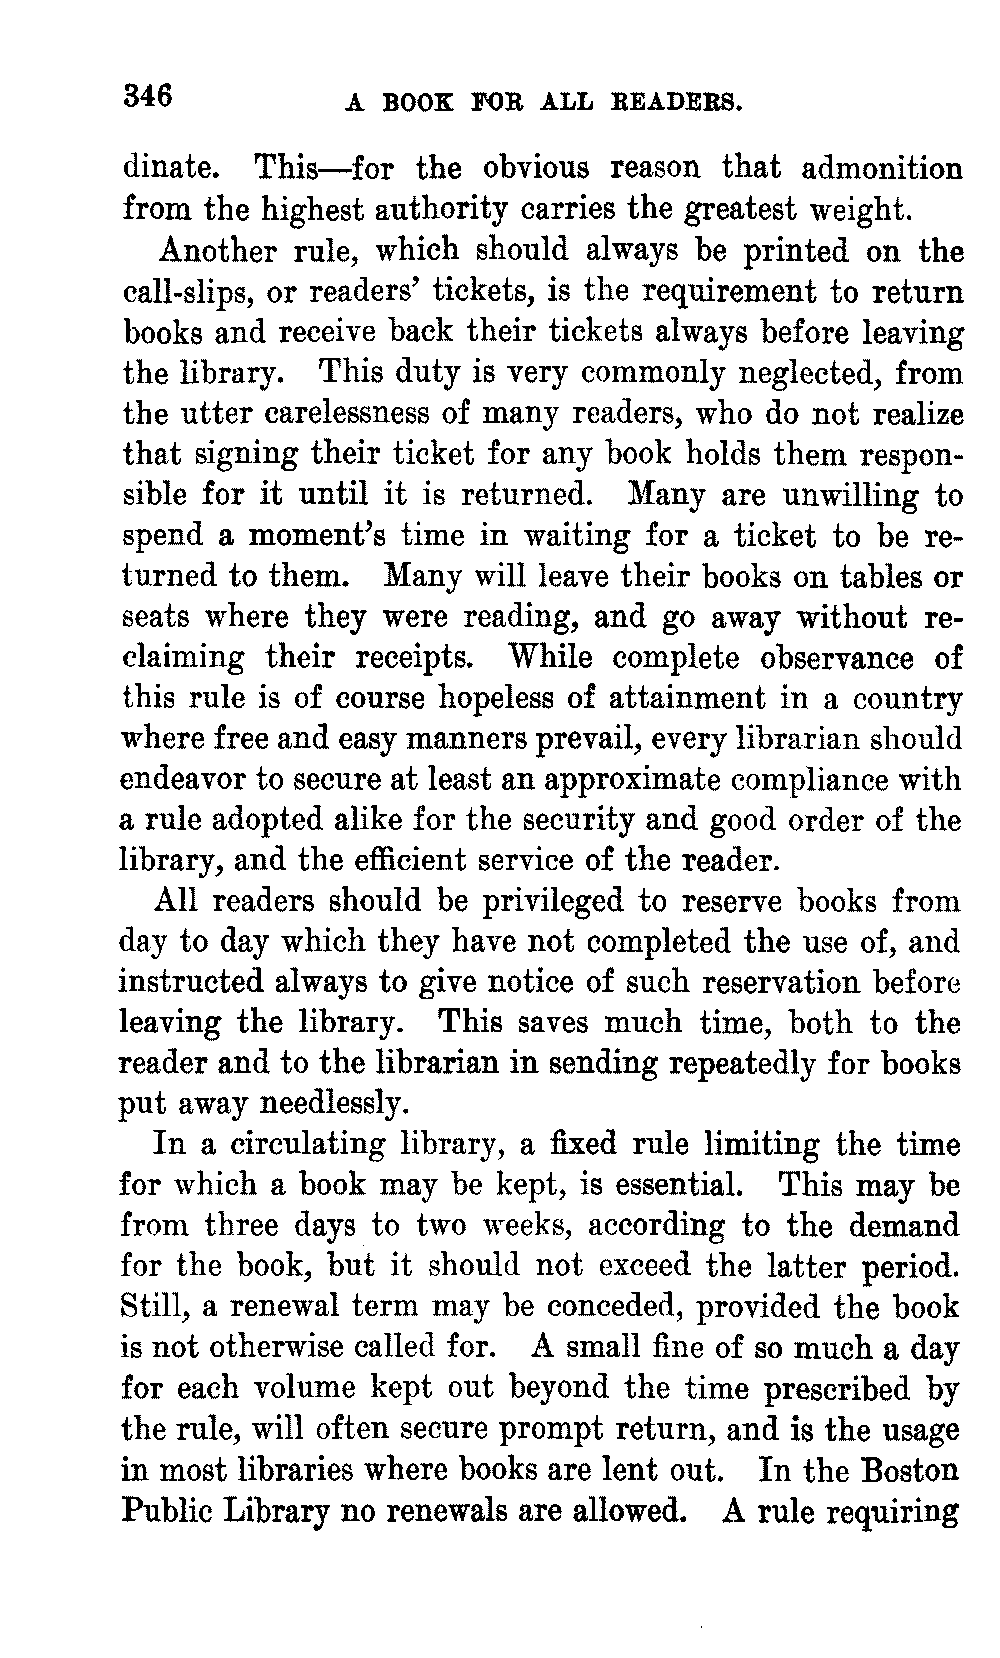 346 A BOOK FOR ALL READERS.
dinate. This—for the obvious reason that admonition
from the highest authority carries the greatest weight.
Another rule, which should always be printed on the
call-slips, or readers’ tickets, is the requirement to return
books and receive back their tickets always before leaving
the library. This duty is very commonly neglected, from
the utter carelessness of many readers, who do not realize
that signing their ticket for any book holds them respon-
sible for it until it is returned. Many are unwilling to
spend a moment’s time in waiting for a ticket to be re-
turned to them. Many will leave their books on tables or
seats where they were reading, and go away without re-
claiming their receipts. While complete observance of
this rule is of course hopeless of attainment in a country
where free and easy manners prevail, every librarian should
endeavor to secure at least an approximate compliance with
a rule adopted alike for the security and good order of the
library, and the efficient service of the reader.
All readers should be privileged to reserve books from
day to day which they have not completed the use of, and
instructed always to give notice of such reservation before
leaving the library. This saves much time, both to the
reader and to the librarian in sending repeatedly for books
put away needlessly.
In a circulating library, a fixed rule limiting the time
for which a book may be kept, is essential. This may be
from three days to two weeks, according to the demand
for the book, but it should not exceed the latter period.
Still, a renewal term may be conceded, provided the book
is not otherwise called for. A small fine of so much a day
for each volume kept out beyond the time prescribed by
the rule, will often secure prompt return, and is the usage
in most libraries where books are lent out. In the Boston
Public Library no renewals are allowed. A rule requiring